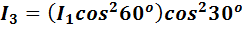 I₃ = (I₁cos²60°)cos²30°